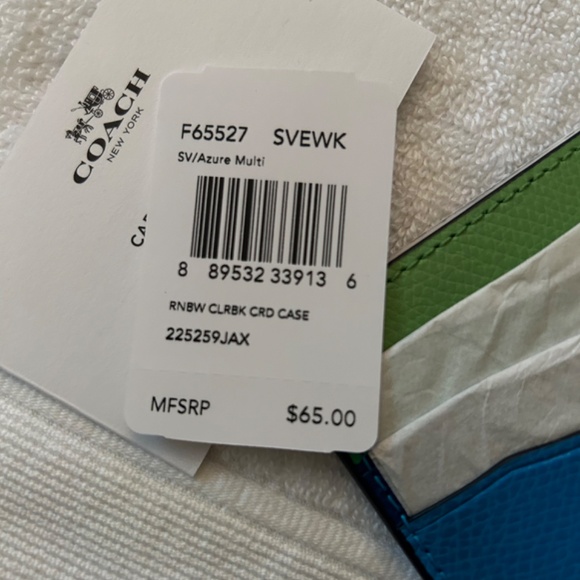 COACH
NEW YORK
CA
F65527 SVEWK
SV/Azure Multi
8 89532 33913 6
RNBW CLRBK CRD CASE
225259JAX
MFSRP $65.00